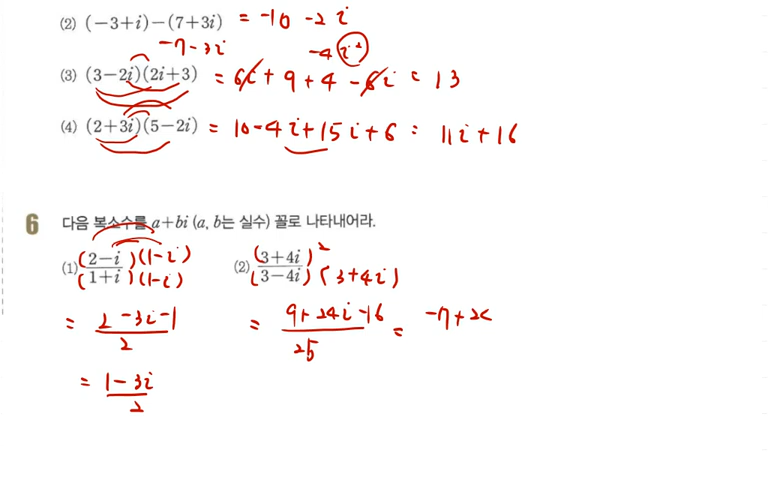 (2) (−3+i)−(7+3i) = -10 -2i
-7-3i
-4i²
(3) (3−2i)(2i+3) = 6i + 9 + 4 - 6i = 13
(4) (2+3i)(5−2i) = 10-4i+15i+6 = 11i+16
6 다음 복소수를 a+bi (a, b는 실수) 꼴로 나타내어라.
(1) (2−i)(1-i) / (1+i)(1-i) (2) (3+4i)² / (3−4i)(3+4i)
= 2-3i-1 / 2 = 9+24i-16 / 25 = -7+2
= 1-3i / 2